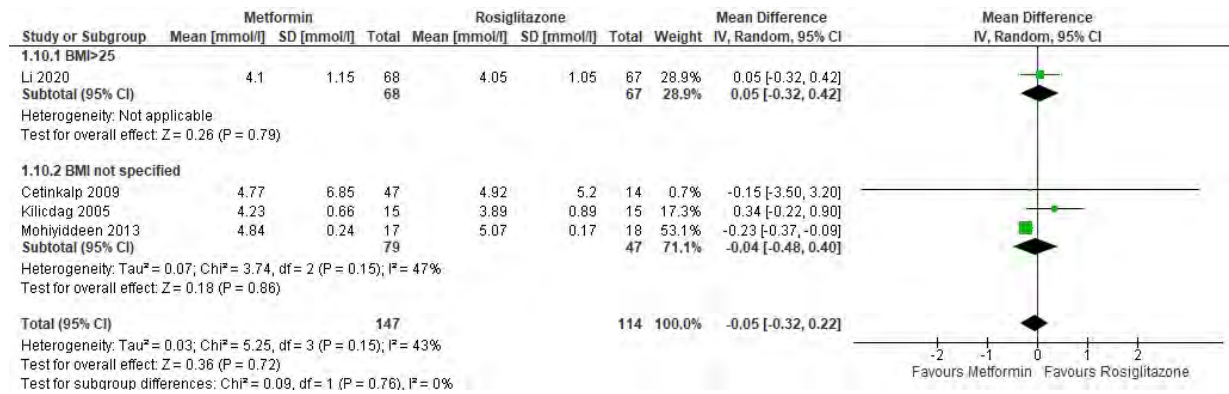 Metformin Rosiglitazone Mean Difference Mean Difference
Study or Subgroup Mean [mmol/l] SD [mmol/l] Total Mean [mmol/l] SD [mmol/l] Total Weight IV, Random, 95% CI IV, Random, 95% CI
1.10.1 BMI>25
Li 2020 4.1 1.15 68 4.05 1.05 67 28.9% 0.05 [-0.32, 0.42]
Subtotal (95% CI) 68 67 28.9% 0.05 [-0.32, 0.42]
Heterogeneity: Not applicable
Test for overall effect: Z = 0.26 (P = 0.79)
1.10.2 BMI not specified
Cetinkalp 2009 4.77 6.85 47 4.92 5.2 14 0.7% -0.15 [-3.50, 3.20]
Kilicdag 2005 4.23 0.66 15 3.89 0.89 15 17.3% 0.34 [-0.22, 0.90]
Mohiyiddeen 2013 4.84 0.24 17 5.07 0.17 18 53.1% -0.23 [-0.37, -0.09]
Subtotal (95% CI) 79 47 71.1% -0.04 [-0.48, 0.40]
Heterogeneity: Tau² = 0.07; Chi² = 3.74, df = 2 (P = 0.15); I² = 47%
Test for overall effect: Z = 0.18 (P = 0.86)
Total (95% CI) 147 114 100.0% -0.05 [-0.32, 0.22]
Heterogeneity: Tau² = 0.03; Chi² = 5.25, df = 3 (P = 0.15); I² = 43%
Test for overall effect: Z = 0.36 (P = 0.72)
Test for subgroup differences: Chi² = 0.09, df = 1 (P = 0.76), I² = 0%
-2 -1 0 1 2
Favours Metformin Favours Rosiglitazone